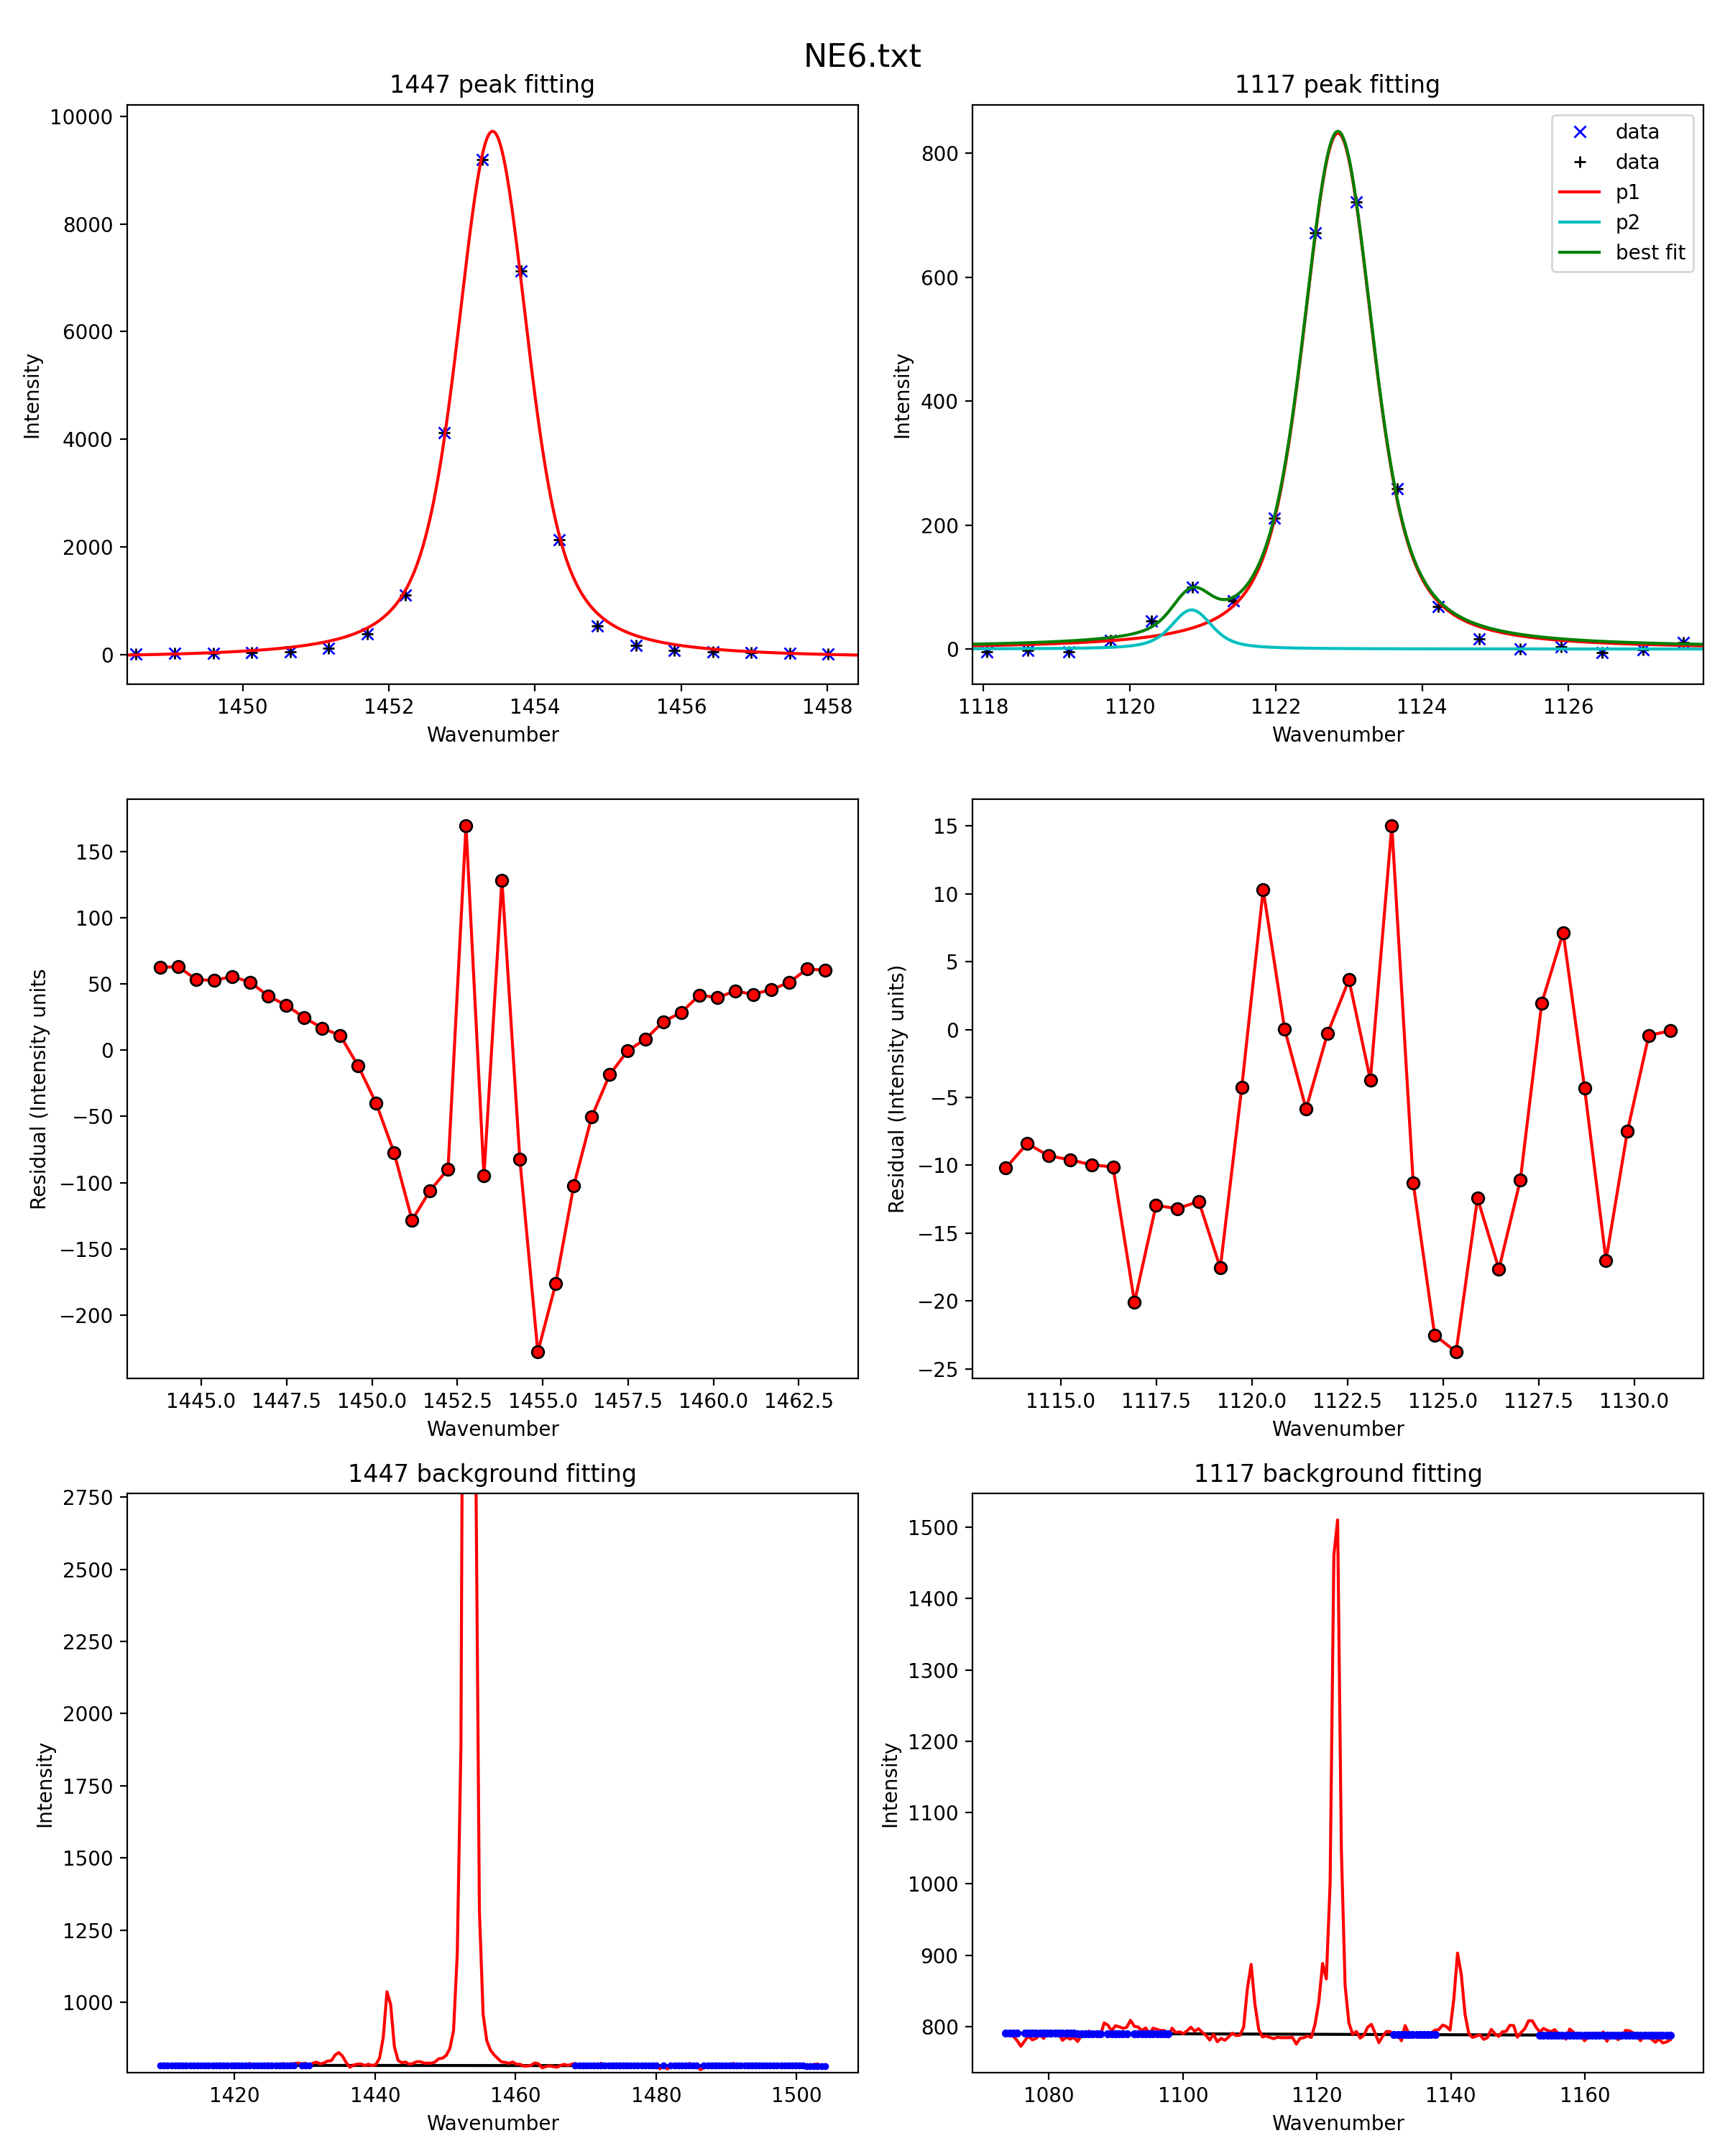 NE6.txt
1447 peak fitting
10000
8000
6000
4000
2000
0
Intensity
1450 1452 1454 1456 1458
Wavenumber
1117 peak fitting
data
data
p1
p2
best fit
800
600
400
200
0
Intensity
1118 1120 1122 1124 1126
Wavenumber
150
100
50
0
−50
−100
−150
−200
Residual (Intensity units
1445.0 1447.5 1450.0 1452.5 1455.0 1457.5 1460.0 1462.5
Wavenumber
15
10
5
0
−5
−10
−15
−20
−25
Residual (Intensity units)
1115.0 1117.5 1120.0 1122.5 1125.0 1127.5 1130.0
Wavenumber
1447 background fitting
2750
2500
2250
2000
1750
1500
1250
1000
Intensity
1420 1440 1460 1480 1500
Wavenumber
1117 background fitting
1500
1400
1300
1200
1100
1000
900
800
Intensity
1080 1100 1120 1140 1160
Wavenumber